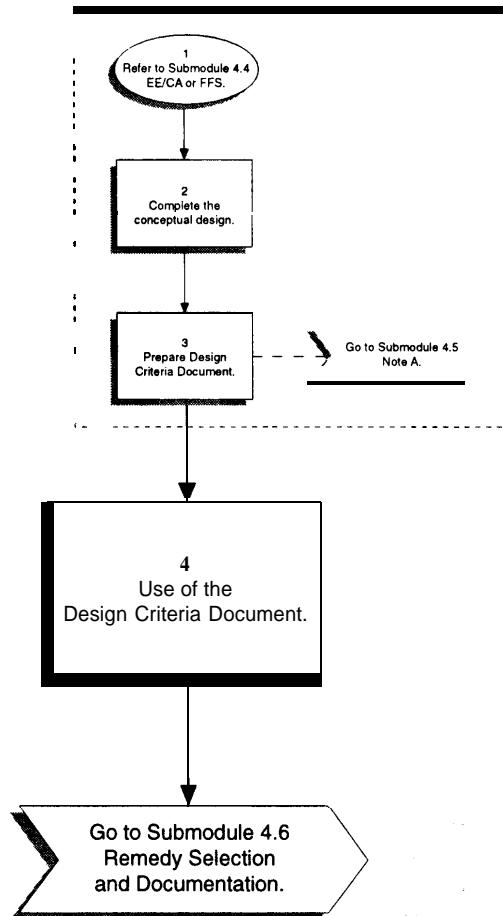 1
Refer to Submodule 4.4
EE/CA or FFS.
2
Complete the
conceptual design.
3
Prepare Design
Criteria Document.
Go to Submodule 4.5
Note A.
4
Use of the
Design Criteria Document.
Go to Submodule 4.6
Remedy Selection
and Documentation.